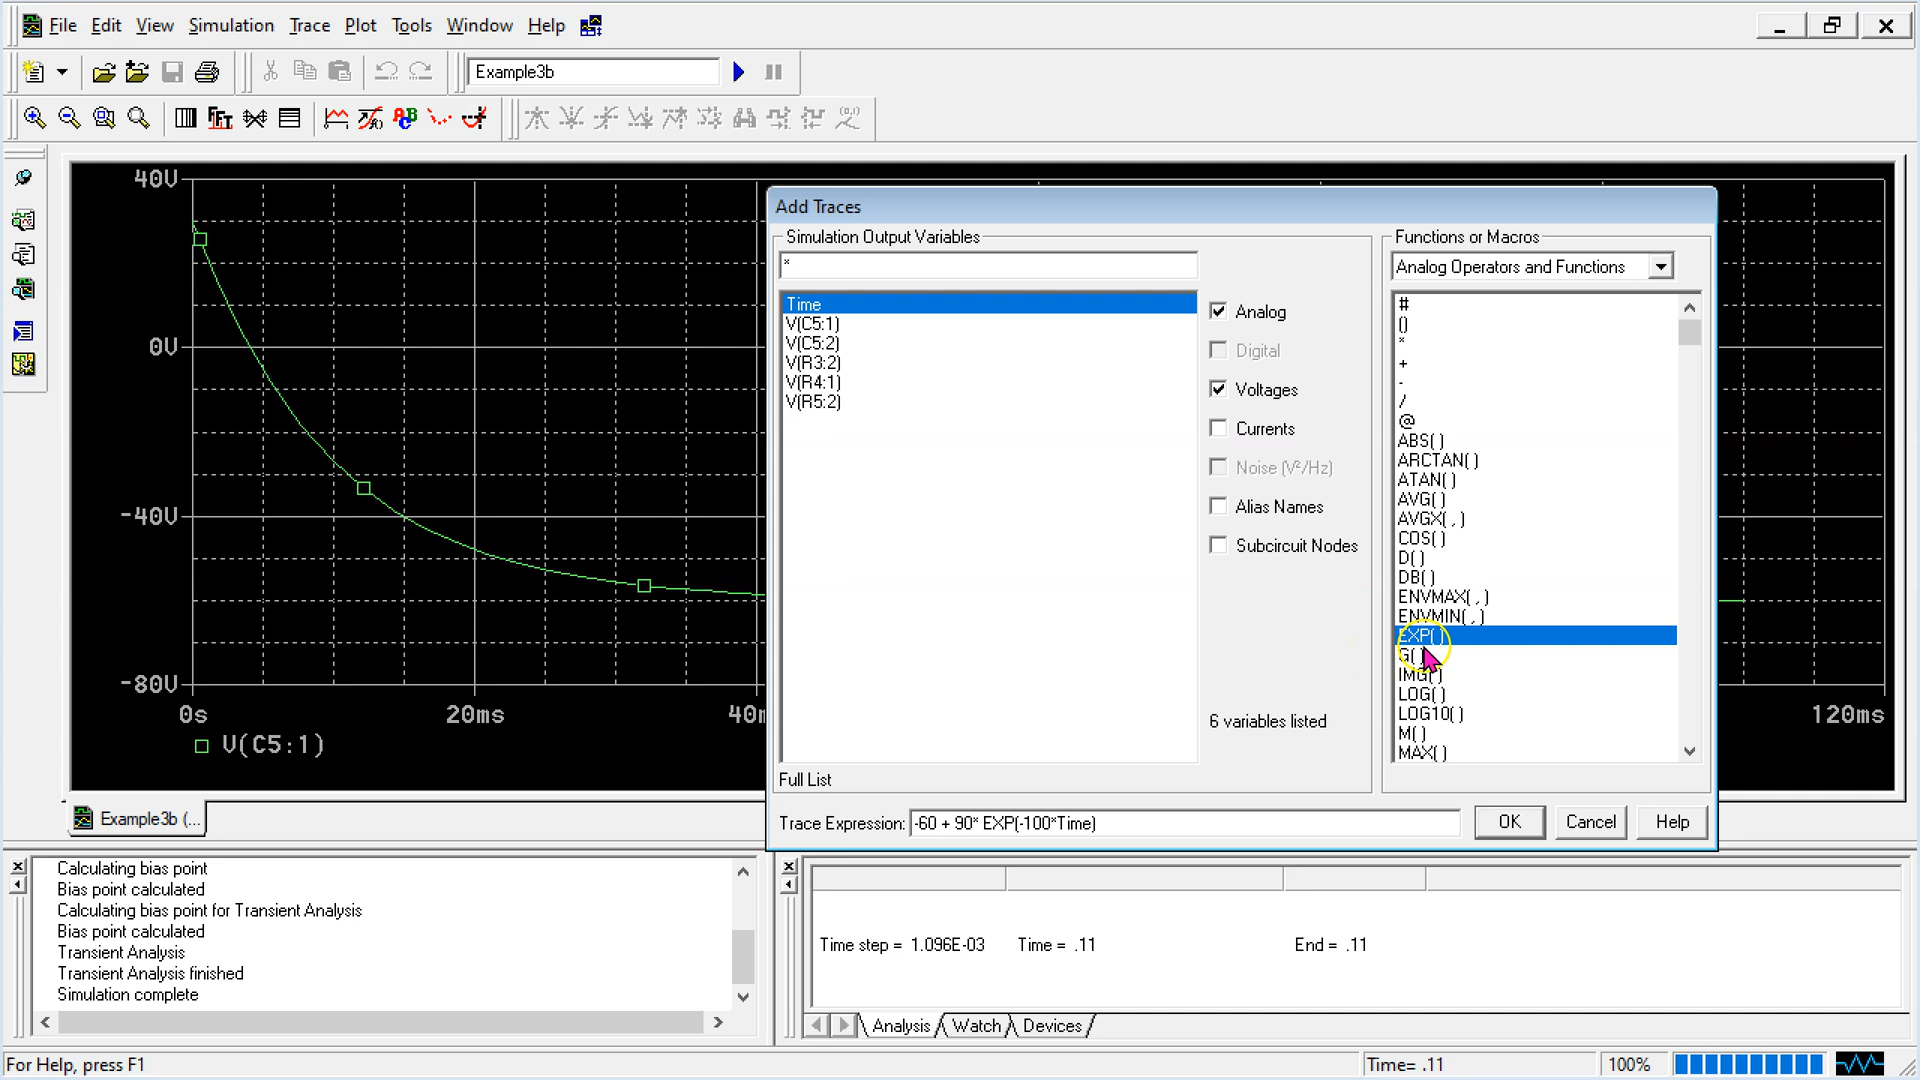 File Edit View Simulation Trace Plot Tools Window Help
Example3b
FFT
ABC
40V
0V
-40V
-80V
0s 20ms 40m 120ms
V(C5:1)
Add Traces
Simulation Output Variables
*
Time
V(C5:1)
V(C5:2)
V(R3:2)
V(R4:1)
V(R5:2)
Analog
Digital
Voltages
Currents
Noise (V²/Hz)
Alias Names
Subcircuit Nodes
6 variables listed
Full List
Functions or Macros
Analog Operators and Functions
#
()
*
+
-
/
@
ABS()
ARCTAN()
ATAN()
AVG()
AVGX(,)
COS()
D()
DB()
ENVMAX(,)
ENVMIN(,)
EXP()
G()
IMG()
LOG()
LOG10()
M()
MAX()
Trace Expression: -60 + 90* EXP(-100*Time)
OK Cancel Help
Example3b (...
Calculating bias point
Bias point calculated
Calculating bias point for Transient Analysis
Bias point calculated
Transient Analysis
Transient Analysis finished
Simulation complete
Time step = 1.096E-03 Time = .11 End = .11
Analysis Watch Devices
For Help, press F1
Time= .11 100%